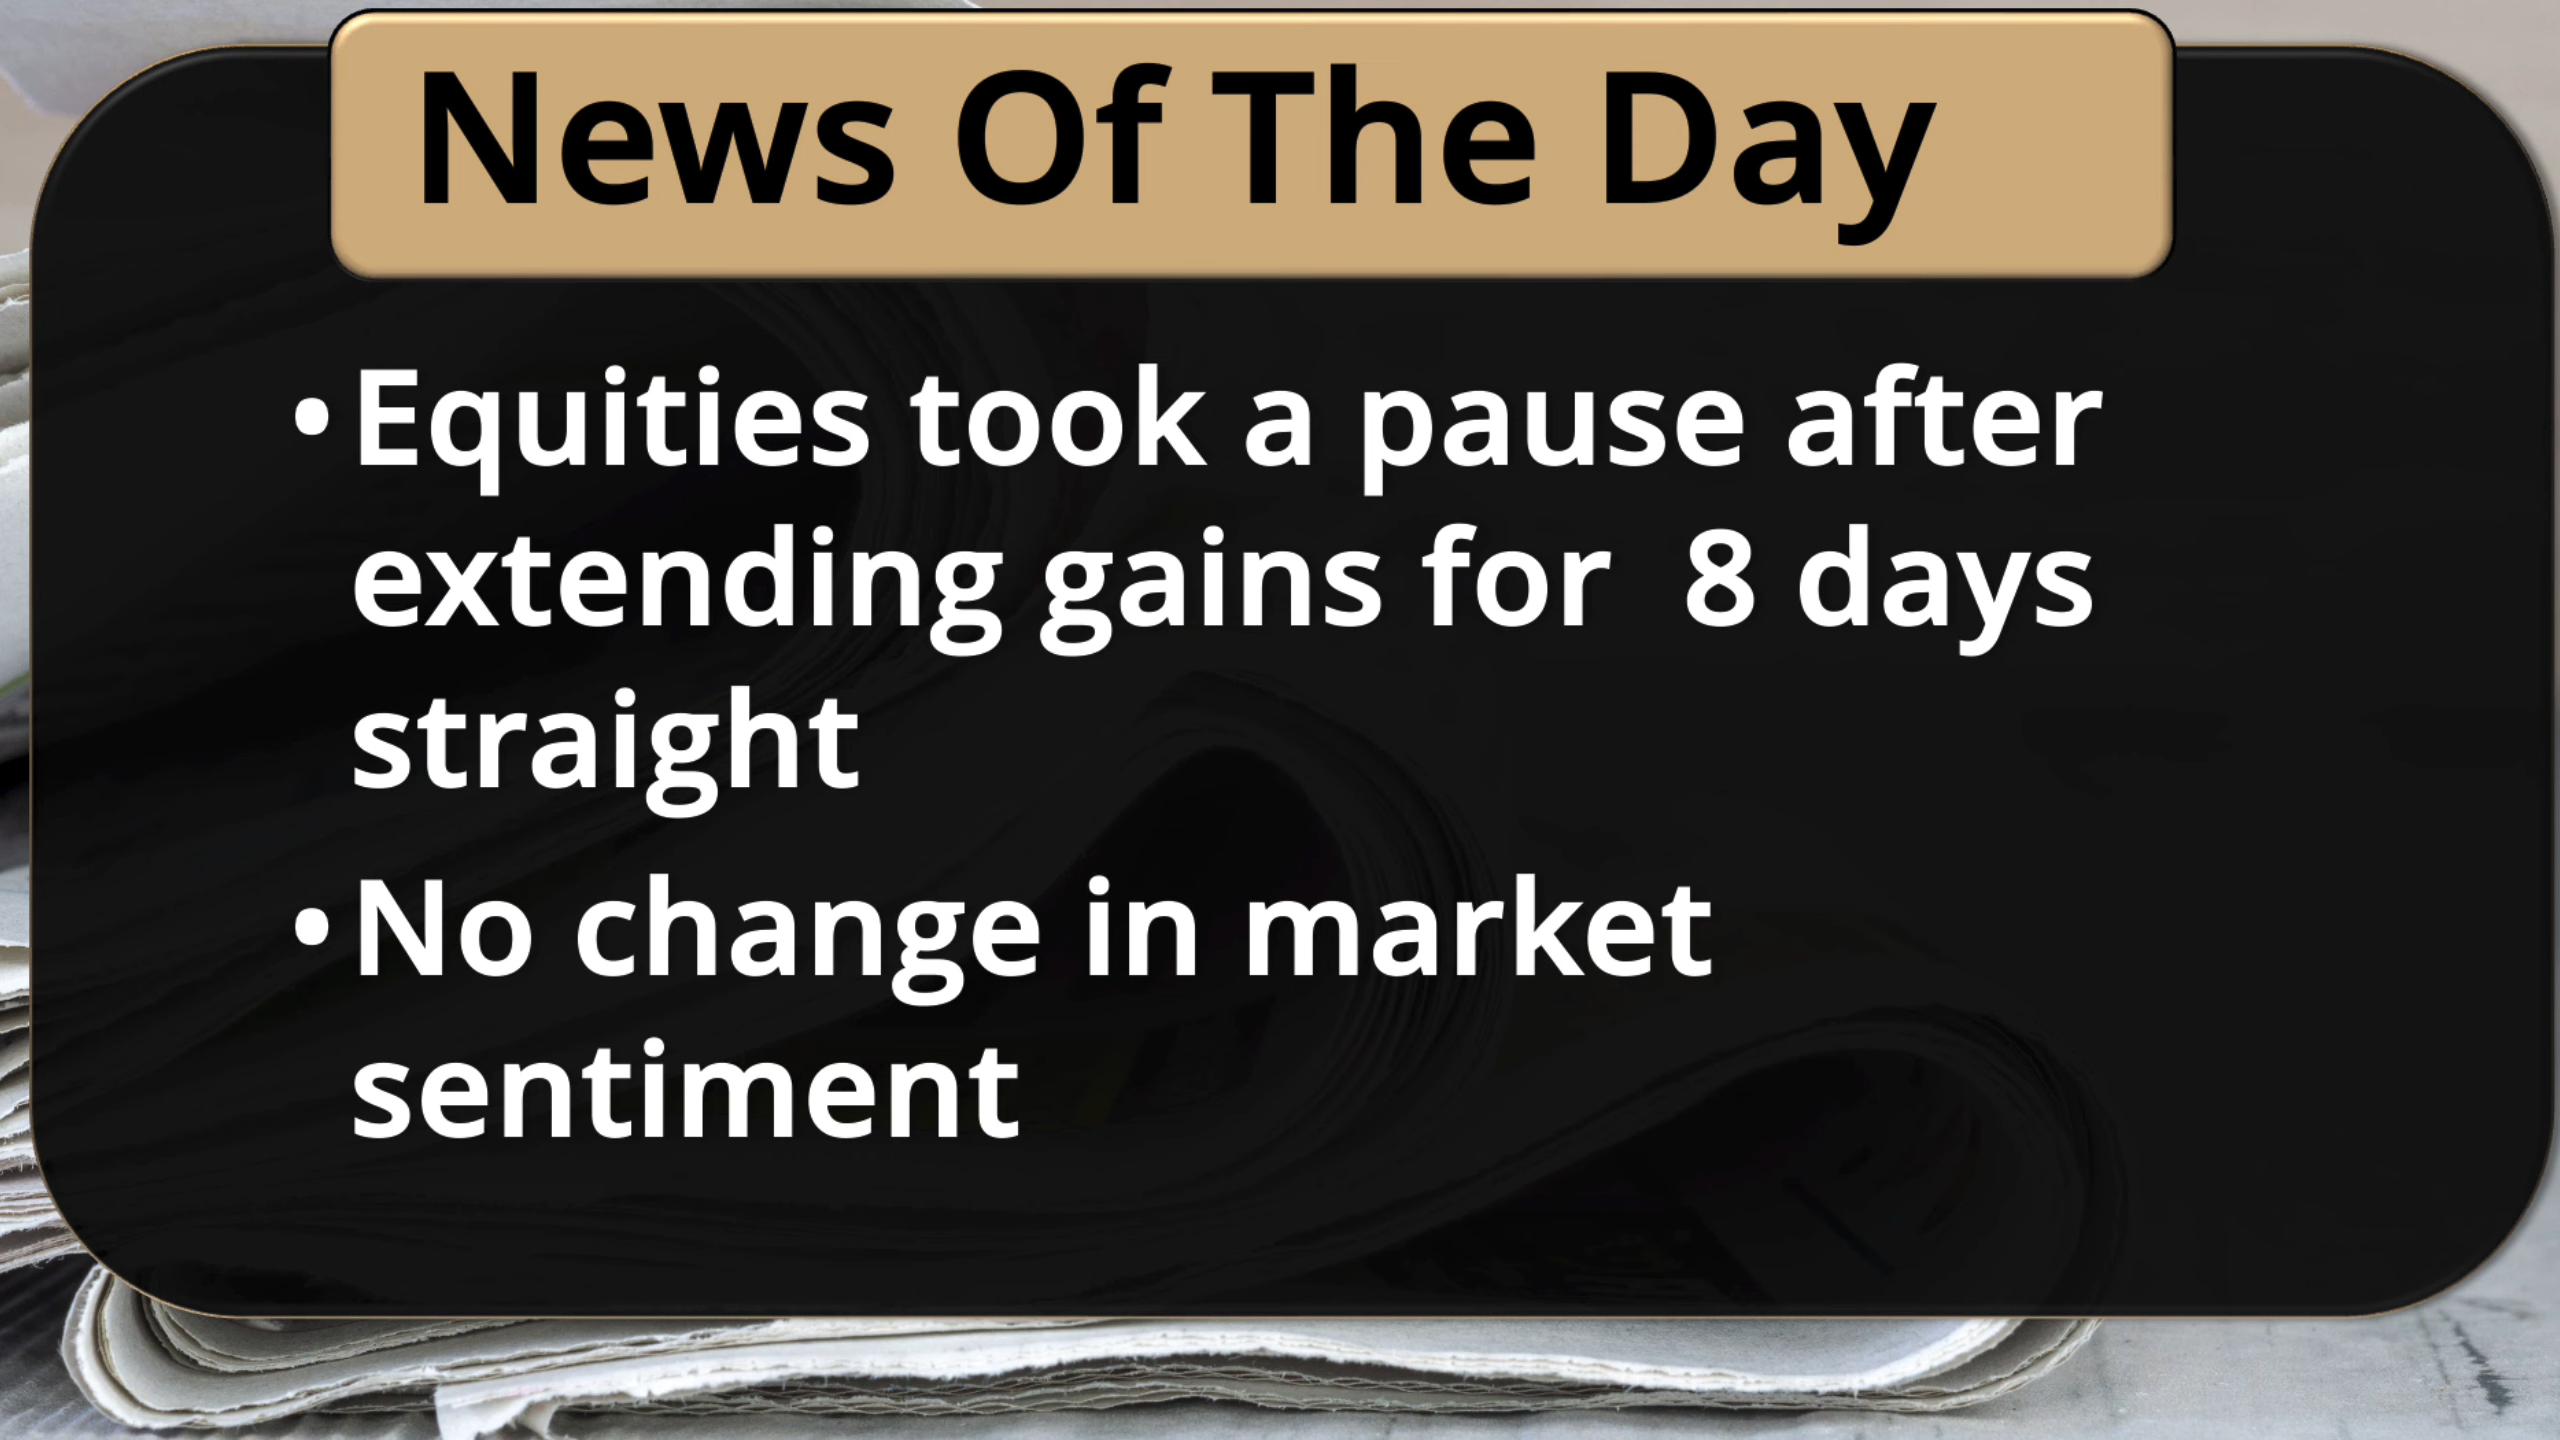 News Of The Day
•Equities took a pause after
extending gains for  8 days
straight
•No change in market
sentiment